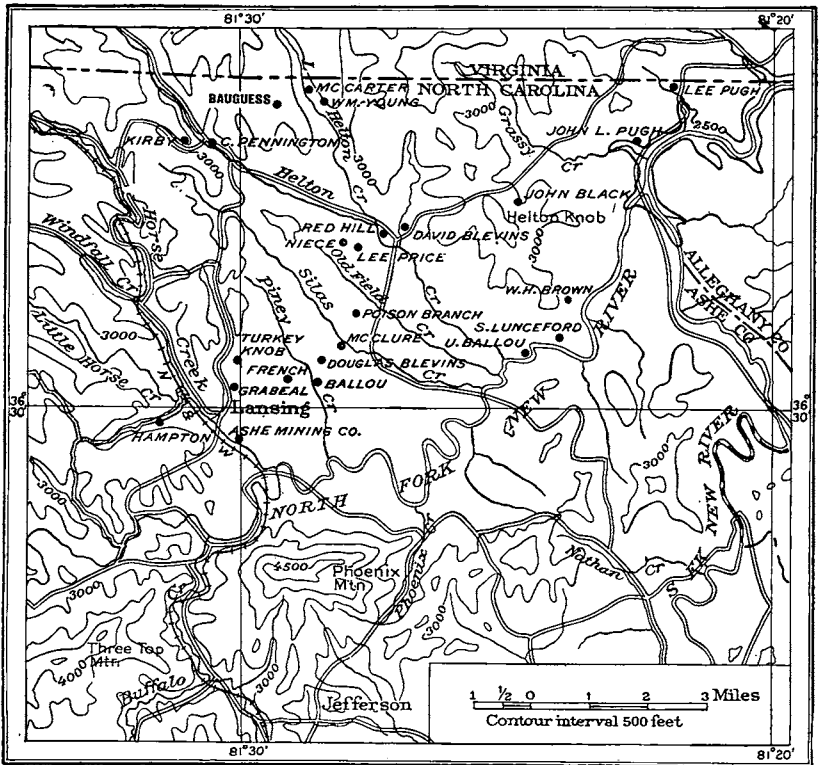 81°30'
81°20'
VIRGINIA
NORTH CAROLINA
MC CARTER
BAUGUESS
WM. YOUNG
LEE PUGH
3000
Grassy
Cr
2500
JOHN L. PUGH
KIRBY
C. PENNINGTON
3000
Helton
Cr
3000
Helton
JOHN BLACK
Helton Knob
3000
RED HILL
DAVID BLEVINS
NIECE
LEE PRICE
Horse
Creek
Windfall Cr
Piney
Cr
Silas
Cr
Old Field
Cr
Cr
W.H. BROWN
ALLEGHANY CO.
ASHE CO.
POISON BRANCH
S. LUNCEFORD
RIVER
3000
TURKEY
KNOB
MC CLURE
U. BALLOU
Little Horse Cr
N & W
DOUGLAS BLEVINS
FRENCH
BALLOU
GRABEAL
NEW
36°
30'
Lansing
36°
30'
HAMPTON
ASHE MINING CO.
3000
NORTH
FORK
3000
S. FK NEW RIVER
3000
4500
Phoenix
Mtn.
Phoenix Cr
Nathan
Cr
3000
Cr
Three Top
Mtn.
4000
Buffalo
3000
Jefferson
1 ½ 0 1 2 3 Miles
Contour interval 500 feet
81°30'
81°20'